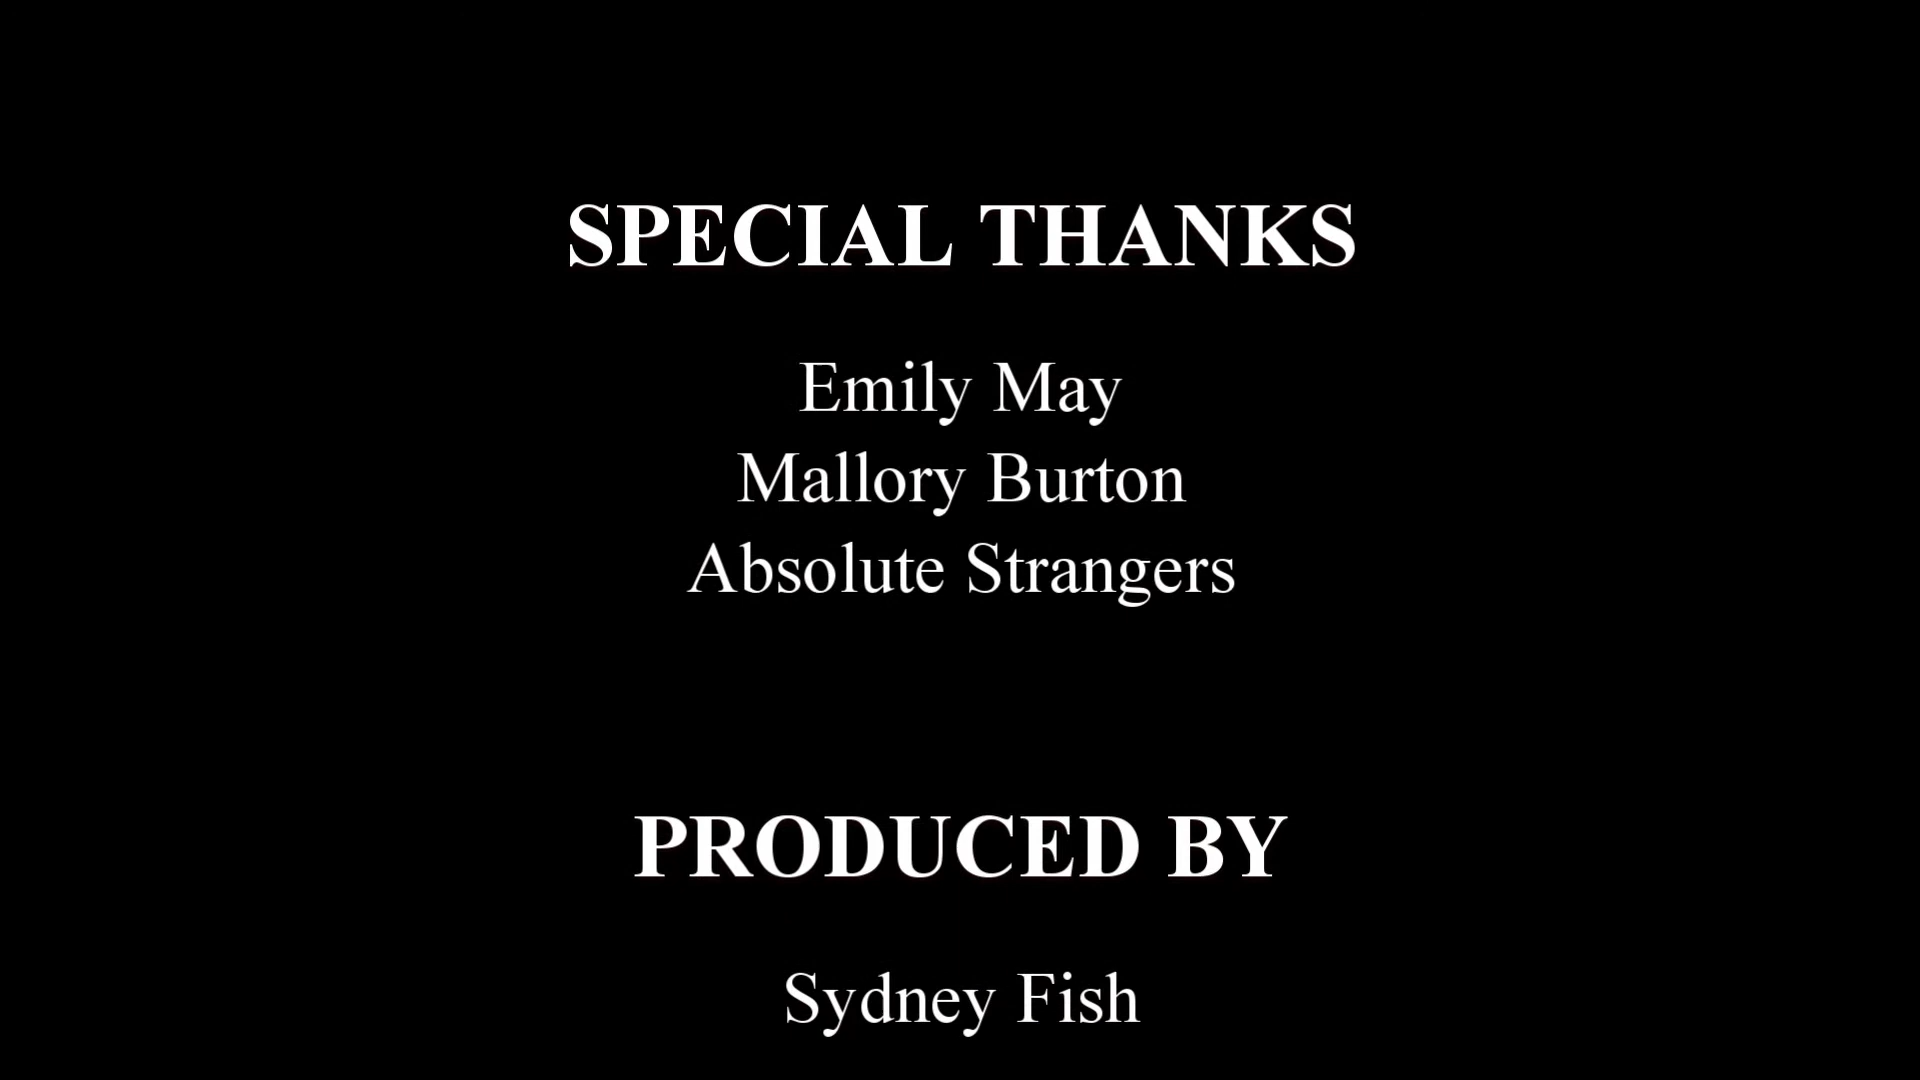 SPECIAL THANKS
Emily May
Mallory Burton
Absolute Strangers
PRODUCED BY
Sydney Fish